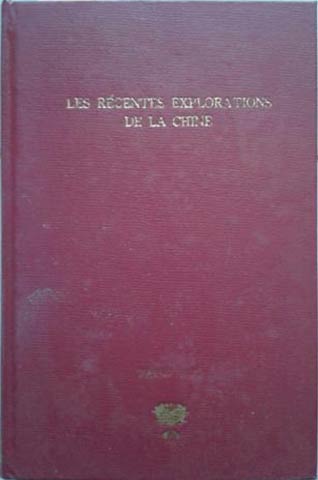 LES RÉCENTES EXPLORATIONS
DE LA CHINE